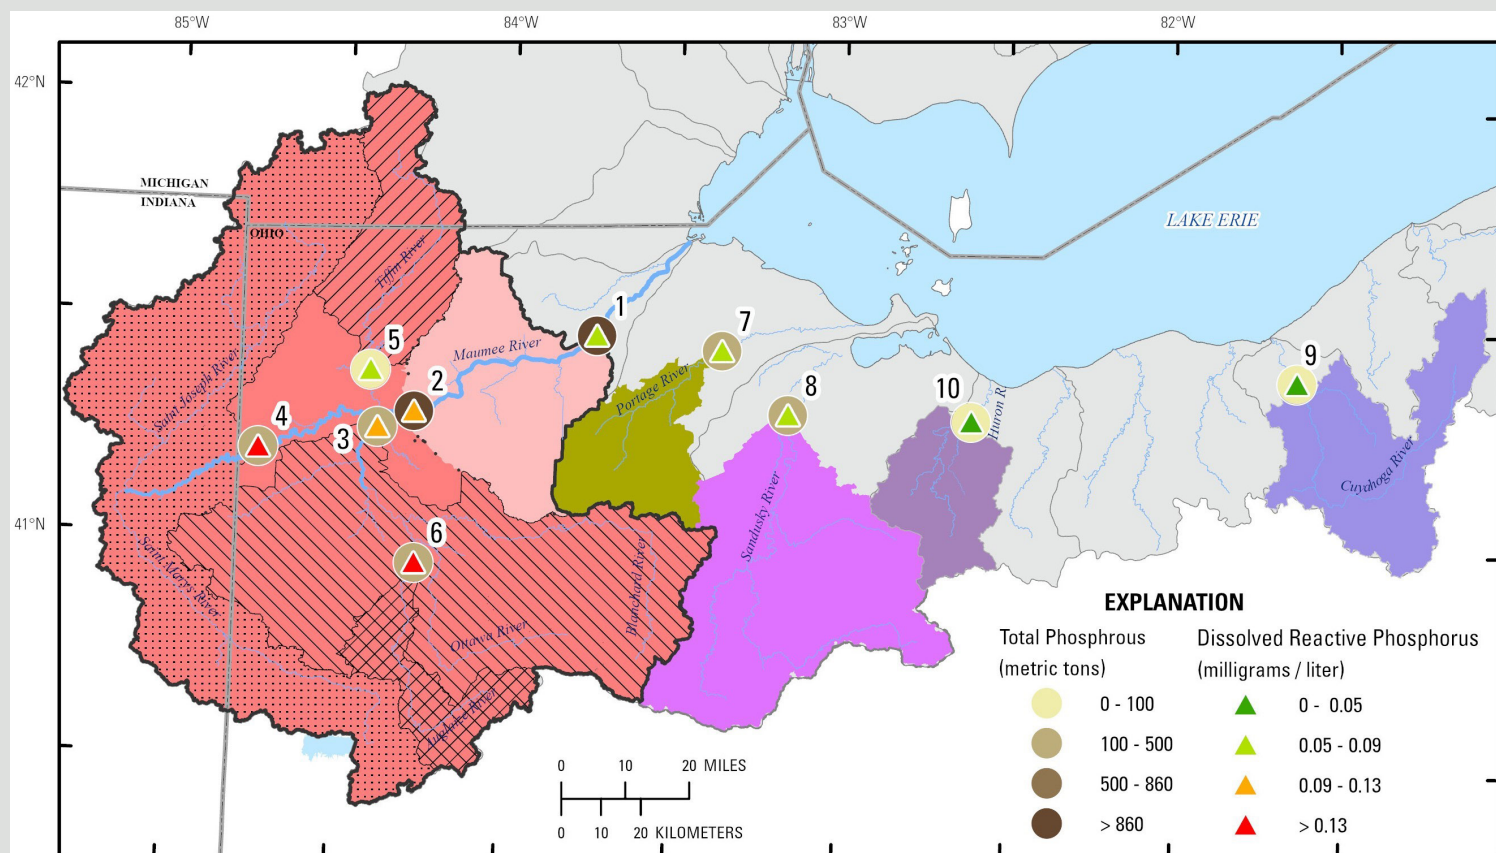 85°W 84°W 83°W 82°W
42°N
MICHIGAN
INDIANA
OHIO
LAKE ERIE
Tiffin River
1
7
5
Maumee River
Saint Joseph River
2
9
Portage River
8
10
4
Huron R.
3
Cuyahoga River
Sandusky River
41°N
6
Saint Marys River
Blanchard River
Ottawa River
Auglaize River
EXPLANATION
Total Phosphrous
(metric tons)
0 - 100
100 - 500
500 - 860
> 860
Dissolved Reactive Phosphorus
(milligrams / liter)
0 - 0.05
0.05 - 0.09
0.09 - 0.13
> 0.13
0 10 20 MILES
0 10 20 KILOMETERS